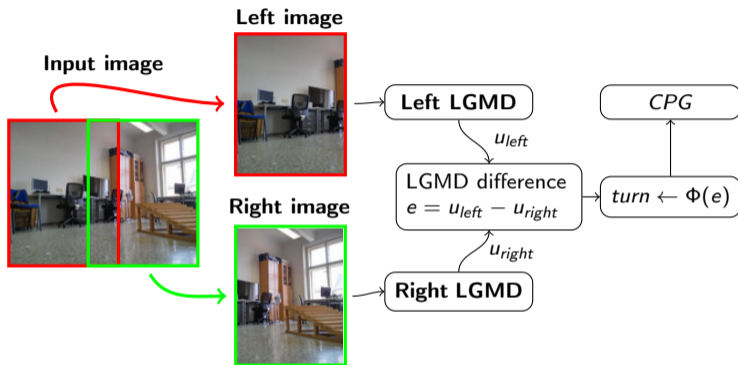 Left image
Input image
Left LGMD
CPG
u_left
LGMD difference
e = u_left − u_right
turn ← Φ(e)
Right image
u_right
Right LGMD